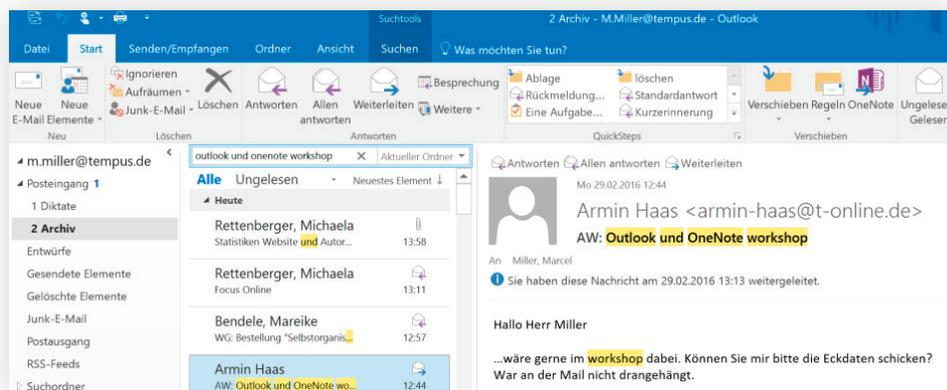 Suchtools
2 Archiv - M.Miller@tempus.de - Outlook
Datei Start Senden/Empfangen Ordner Ansicht Suchen Was möchten Sie tun?
Neue E-Mail
Neue Elemente
Neu
Ignorieren
Aufräumen
Junk-E-Mail
Löschen
Löschen
Antworten
Allen antworten
Weiterleiten
Besprechung
Weitere
Antworten
Ablage
Rückmeldung...
Eine Aufgabe...
löschen
Standardantwort
Kurzerinnerung
QuickSteps
Verschieben
Regeln
OneNote
Verschieben
Ungelese
Geleser
m.miller@tempus.de
Posteingang 1
1 Diktate
2 Archiv
Entwürfe
Gesendete Elemente
Gelöschte Elemente
Junk-E-Mail
Postausgang
RSS-Feeds
Suchordner
outlook und onenote workshop Aktueller Ordner
Alle Ungelesen Neuestes Element ↓
Heute
Rettenberger, Michaela
Statistiken Website und Autor... 13:58
Rettenberger, Michaela
Focus Online 13:11
Bendele, Mareike
WG: Bestellung "Selbstorganis... 12:57
Armin Haas
AW: Outlook und OneNote wo... 12:44
Antworten Allen antworten Weiterleiten
Mo 29.02.2016 12:44
Armin Haas <armin-haas@t-online.de>
AW: Outlook und OneNote workshop
An Miller, Marcel
Sie haben diese Nachricht am 29.02.2016 13:13 weitergeleitet.
Hallo Herr Miller
...wäre gerne im workshop dabei. Können Sie mir bitte die Eckdaten schicken?
War an der Mail nicht drangehängt.